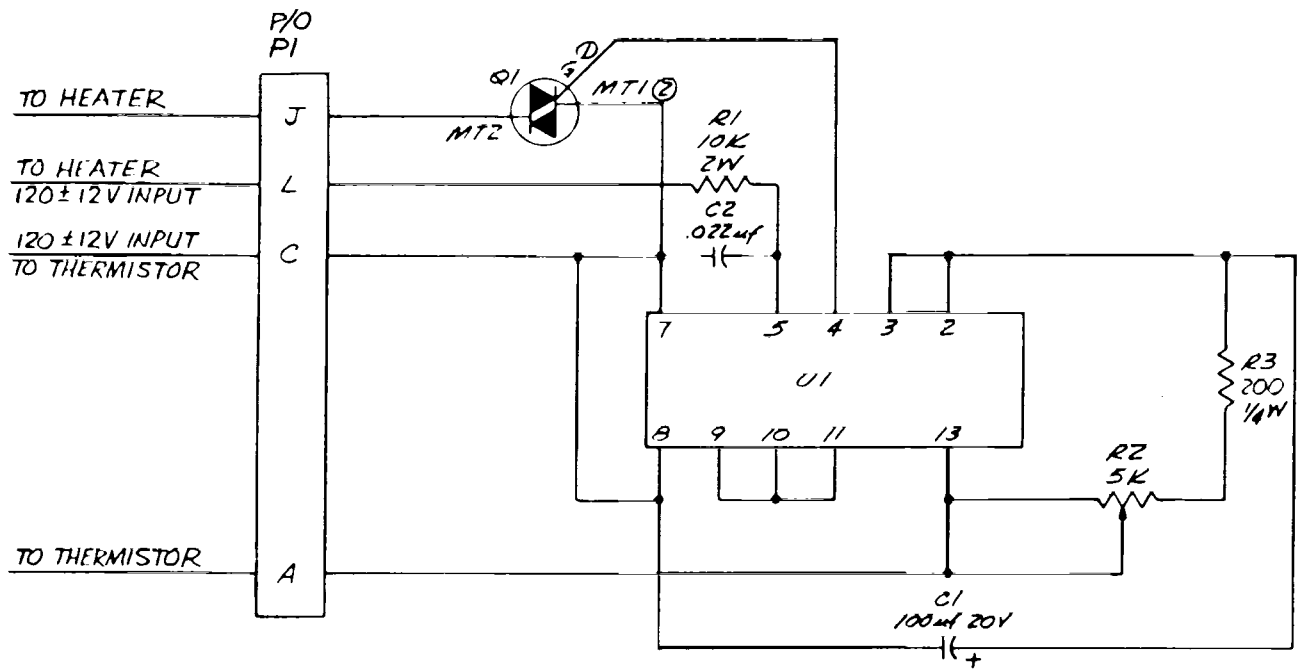 P/O
P1
TO HEATER
J
Q1
G
D
MT1 2
MT2
TO HEATER
120 ± 12V INPUT
L
R1
10K
2W
120 ± 12V INPUT
TO THERMISTOR
C
C2
.022uf
7 5 4 3 2
U1
8 9 10 11 13
R3
200
1/4W
R2
5K
TO THERMISTOR
A
C1
100uf 20V
+